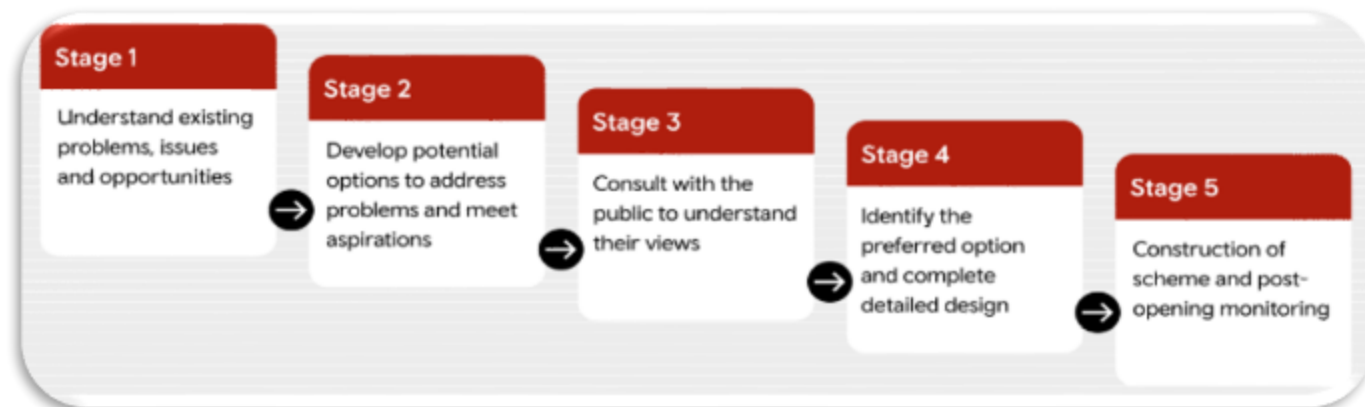 Stage 1
Understand existing
problems, issues
and opportunities
Stage 2
Develop potential
options to address
problems and meet
aspirations
Stage 3
Consult with the
public to understand
their views
Stage 4
Identify the
preferred option
and complete
detailed design
Stage 5
Construction of
scheme and post-
opening monitoring